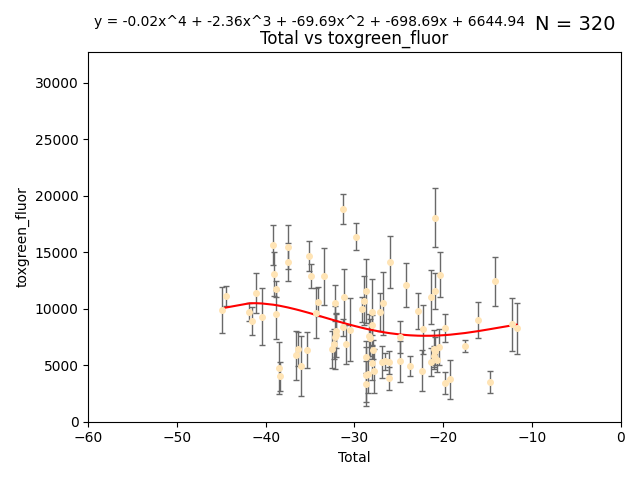 y = -0.02x^4 + -2.36x^3 + -69.69x^2 + -698.69x + 6644.94 N = 320
Total vs toxgreen_fluor
30000
25000
20000
15000
10000
5000
0
toxgreen_fluor
−60 −50 −40 −30 −20 −10 0
Total